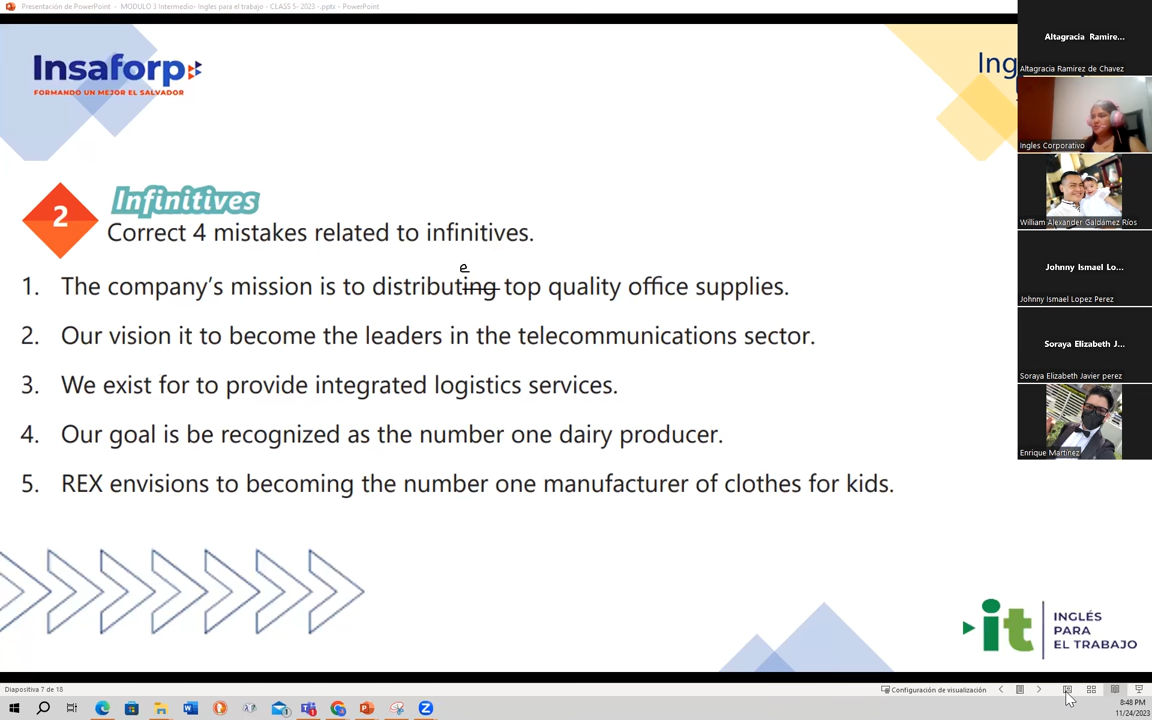 Presentación de PowerPoint - MODULO 3 Intermedio- Ingles para el trabajo - CLASS 5- 2023 -.pptx - PowerPoint
Insaforp
FORMANDO UN MEJOR EL SALVADOR
Ing
2
Infinitives
Correct 4 mistakes related to infinitives.
e
1. The company's mission is to distributing top quality office supplies.
2. Our vision it to become the leaders in the telecommunications sector.
3. We exist for to provide integrated logistics services.
4. Our goal is be recognized as the number one dairy producer.
5. REX envisions to becoming the number one manufacturer of clothes for kids.
Altagracia Ramire...
Altagracia Ramirez de Chavez
Ingles Corporativo
William Alexander Galdámez Ríos
Johnny Ismael Lo...
Johnny Ismael Lopez Perez
Soraya Elizabeth J...
Soraya Elizabeth Javier perez
Enrique Martínez
it
INGLÉS
PARA
EL TRABAJO
Diapositiva 7 de 18
Configuración de visualización
8:48 PM
11/24/2023